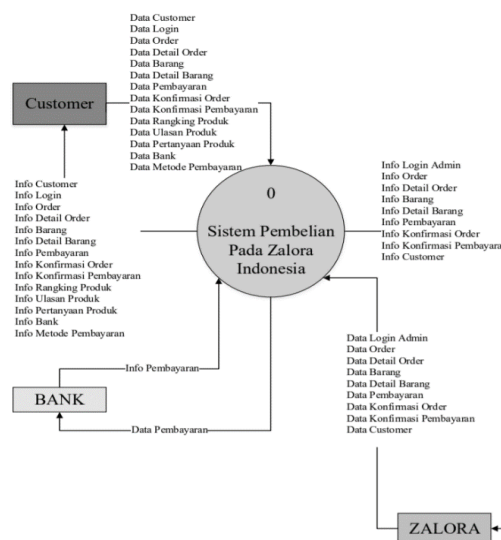 Data Customer
Data Login
Data Order
Data Detail Order
Data Barang
Data Detail Barang
Data Pembayaran
Data Konfirmasi Order
Data Konfirmasi Pembayaran
Data Rangking Produk
Data Ulasan Produk
Data Pertanyaan Produk
Data Bank
Data Metode Pembayaran
Customer
0
Sistem Pembelian
Pada Zalora
Indonesia
Info Login Admin
Info Order
Info Detail Order
Info Barang
Info Detail Barang
Info Pembayaran
Info Konfirmasi Order
Info Konfirmasi Pembayara
Info Customer
Info Customer
Info Login
Info Order
Info Detail Order
Info Barang
Info Detail Barang
Info Pembayaran
Info Konfirmasi Order
Info Konfirmasi Pembayaran
Info Rangking Produk
Info Ulasan Produk
Info Pertanyaan Produk
Info Bank
Info Metode Pembayaran
Info Pembayaran
BANK
Data Pembayaran
Data Login Admin
Data Order
Data Detail Order
Data Barang
Data Detail Barang
Data Pembayaran
Data Konfirmasi Order
Data Konfirmasi Pembayaran
Data Customer
ZALORA